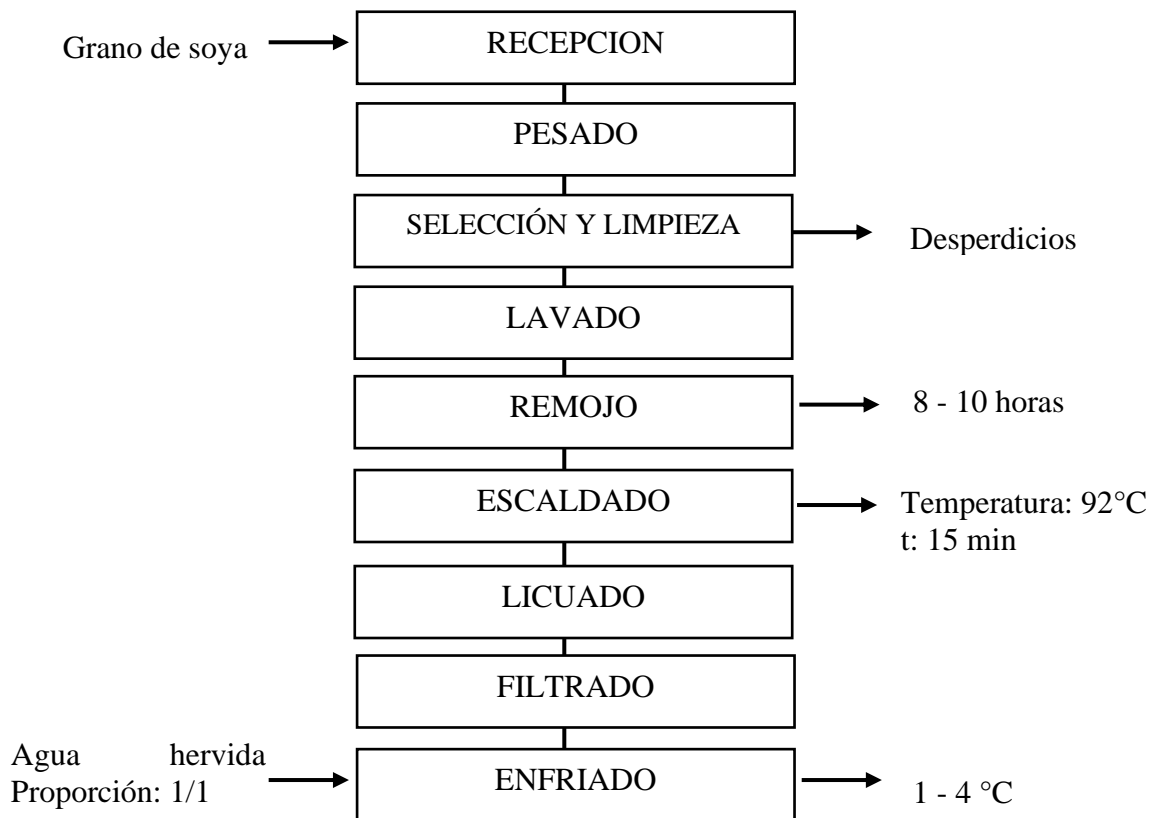 Grano de soya
RECEPCION
PESADO
SELECCIÓN Y LIMPIEZA
Desperdicios
LAVADO
REMOJO
8 - 10 horas
ESCALDADO
Temperatura: 92°C
t: 15 min
LICUADO
FILTRADO
Agua hervida
Proporción: 1/1
ENFRIADO
1 - 4 °C